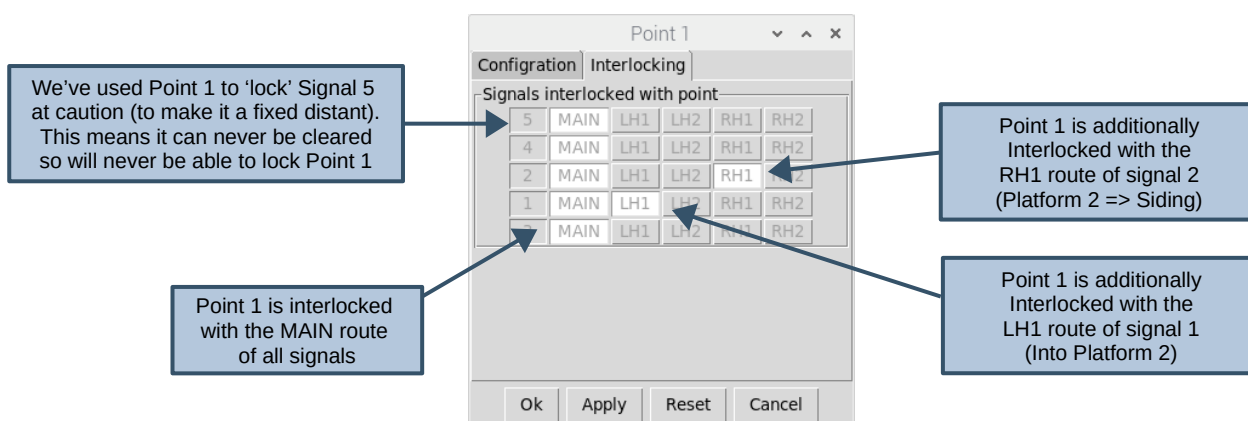 Point 1
Configration Interlocking
Signals interlocked with point
5 MAIN LH1 LH2 RH1 RH2
4 MAIN LH1 LH2 RH1 RH2
2 MAIN LH1 LH2 RH1 RH2
1 MAIN LH1 LH2 RH1 RH2
3 MAIN LH1 LH2 RH1 RH2
Ok Apply Reset Cancel
We've used Point 1 to 'lock' Signal 5
at caution (to make it a fixed distant).
This means it can never be cleared
so will never be able to lock Point 1
Point 1 is interlocked
with the MAIN route
of all signals
Point 1 is additionally
Interlocked with the
RH1 route of signal 2
(Platform 2 => Siding)
Point 1 is additionally
Interlocked with the
LH1 route of signal 1
(Into Platform 2)